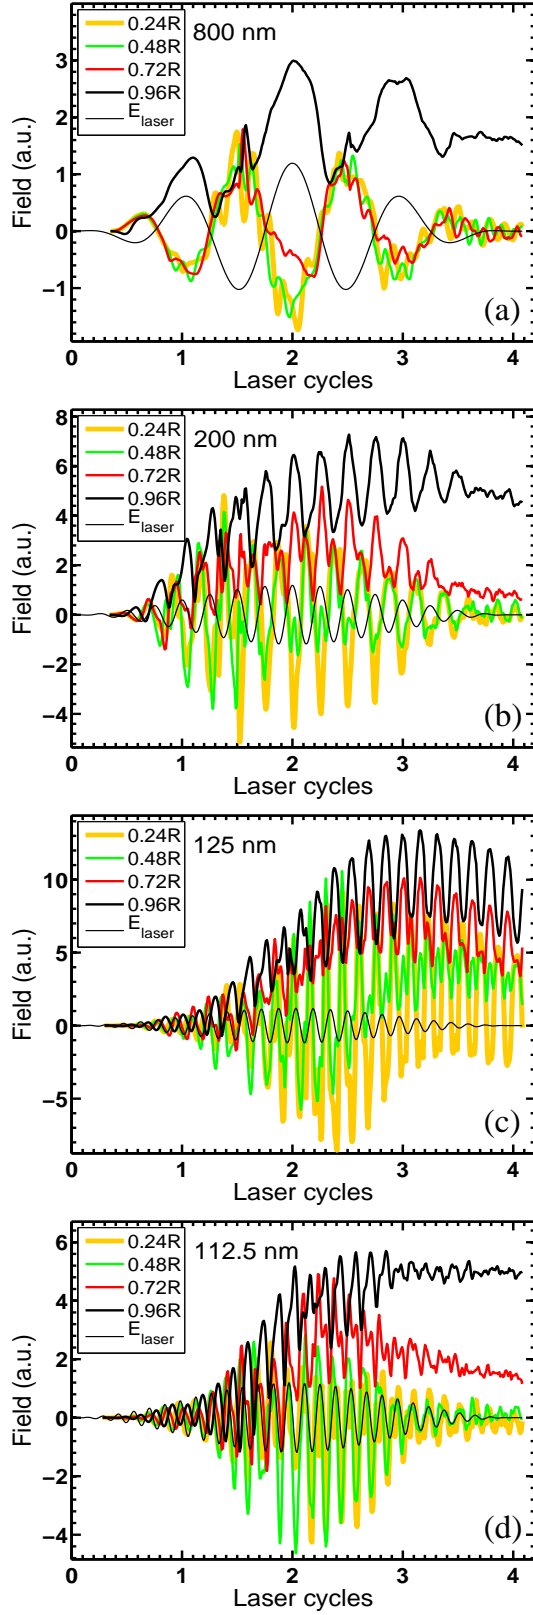 0.24R
0.48R
0.72R
0.96R
E_laser
800 nm
3
2
1
0
−1
Field (a.u.)
(a)
0 1 2 3 4
Laser cycles
0.24R
0.48R
0.72R
0.96R
E_laser
200 nm
8
6
4
2
0
−2
−4
Field (a.u.)
(b)
0 1 2 3 4
Laser cycles
0.24R
0.48R
0.72R
0.96R
E_laser
125 nm
10
5
0
−5
Field (a.u.)
(c)
0 1 2 3 4
Laser cycles
0.24R
0.48R
0.72R
0.96R
E_laser
112.5 nm
6
4
2
0
−2
−4
Field (a.u.)
(d)
0 1 2 3 4
Laser cycles